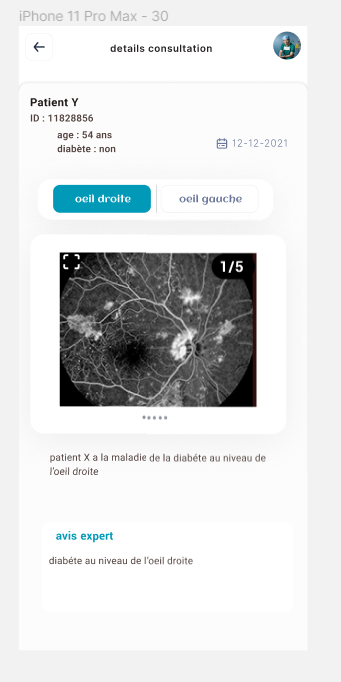 iPhone 11 Pro Max - 30
details consultation
Patient Y
ID : 11828856
age : 54 ans
diabète : non
12-12-2021
oeil droite
oeil gauche
1/5
patient X a la maladie de la diabéte au niveau de
l'oeil droite
avis expert
diabéte au niveau de l'oeil droite